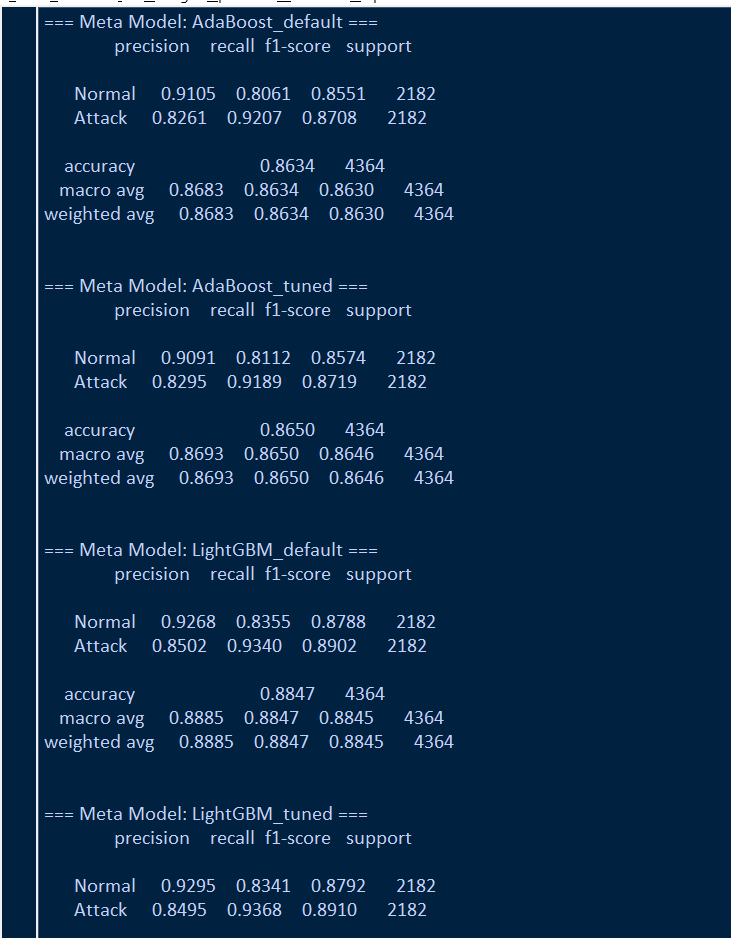 === Meta Model: AdaBoost_default ===
precision recall f1-score support
Normal 0.9105 0.8061 0.8551 2182
Attack 0.8261 0.9207 0.8708 2182
accuracy 0.8634 4364
macro avg 0.8683 0.8634 0.8630 4364
weighted avg 0.8683 0.8634 0.8630 4364
=== Meta Model: AdaBoost_tuned ===
precision recall f1-score support
Normal 0.9091 0.8112 0.8574 2182
Attack 0.8295 0.9189 0.8719 2182
accuracy 0.8650 4364
macro avg 0.8693 0.8650 0.8646 4364
weighted avg 0.8693 0.8650 0.8646 4364
=== Meta Model: LightGBM_default ===
precision recall f1-score support
Normal 0.9268 0.8355 0.8788 2182
Attack 0.8502 0.9340 0.8902 2182
accuracy 0.8847 4364
macro avg 0.8885 0.8847 0.8845 4364
weighted avg 0.8885 0.8847 0.8845 4364
=== Meta Model: LightGBM_tuned ===
precision recall f1-score support
Normal 0.9295 0.8341 0.8792 2182
Attack 0.8495 0.9368 0.8910 2182